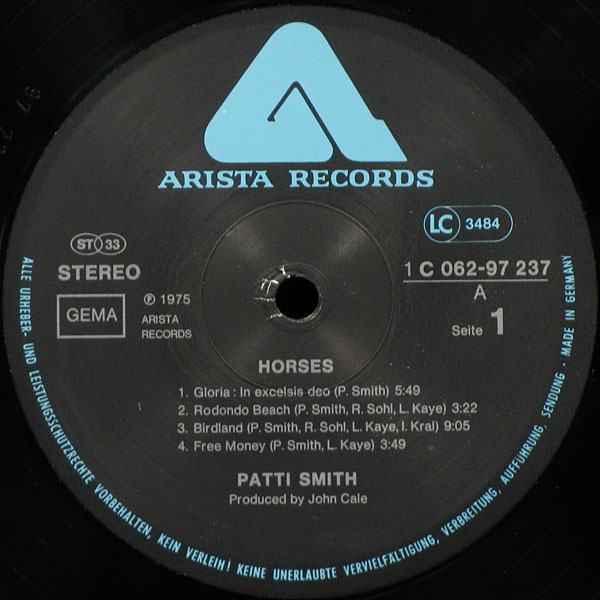 ARISTA RECORDS
LC 3484
ST 33
STEREO
GEMA
℗ 1975
ARISTA
RECORDS
1 C 062-97 237
A
Seite 1
HORSES
1. Gloria : In excelsis deo (P. Smith) 5:49
2. Rodondo Beach (P. Smith, R. Sohl, L. Kaye) 3:22
3. Birdland (P. Smith, R. Sohl, L. Kaye, I. Kral) 9:05
4. Free Money (P. Smith, L. Kaye) 3:49
PATTI SMITH
Produced by John Cale
ALLE URHEBER- UND LEISTUNGSSCHUTZRECHTE VORBEHALTEN, KEIN VERLEIH! KEINE UNERLAUBTE VERVIELFÄLTIGUNG, VERBREITUNG, AUFFÜHRUNG, SENDUNG · MADE IN GERMANY